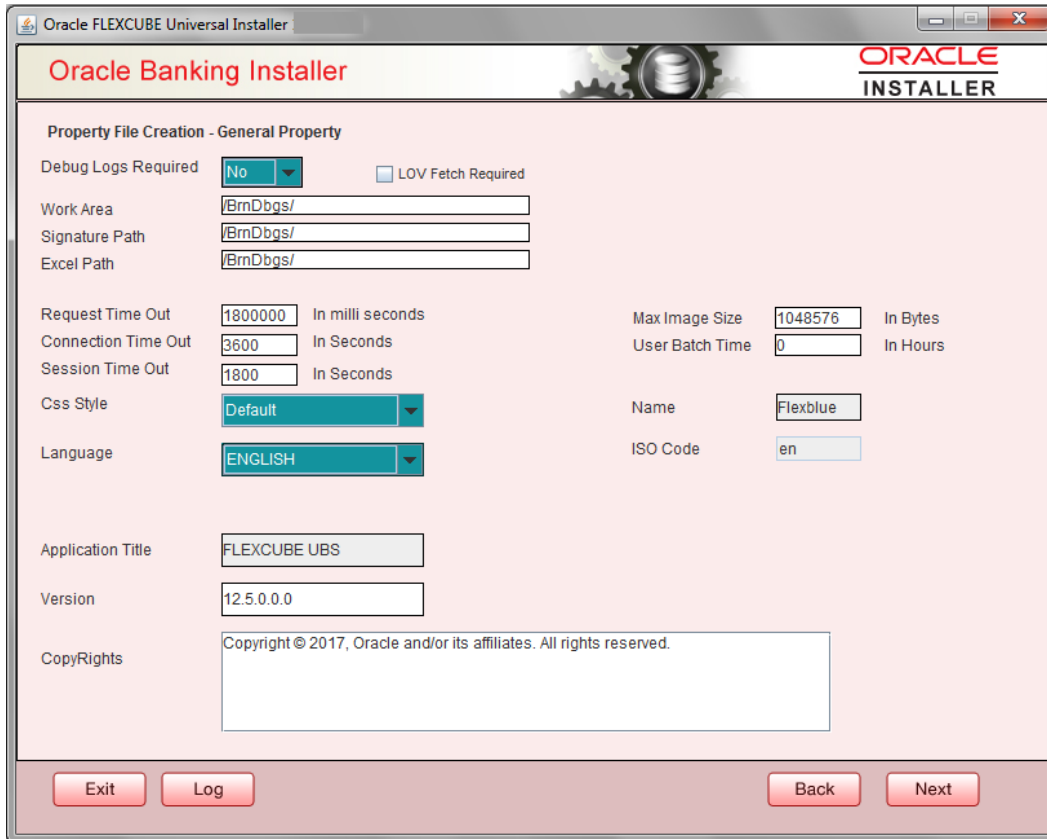 Oracle FLEXCUBE Universal Installer
Oracle Banking Installer
ORACLE
INSTALLER
Property File Creation - General Property
Debug Logs Required No LOV Fetch Required
Work Area /BrnDbgs/
Signature Path /BrnDbgs/
Excel Path /BrnDbgs/
Request Time Out 1800000 In milli seconds Max Image Size 1048576 In Bytes
Connection Time Out 3600 In Seconds User Batch Time 0 In Hours
Session Time Out 1800 In Seconds
Css Style Default Name Flexblue
Language ENGLISH ISO Code en
Application Title FLEXCUBE UBS
Version 12.5.0.0.0
CopyRights Copyright © 2017, Oracle and/or its affiliates. All rights reserved.
Exit Log Back Next